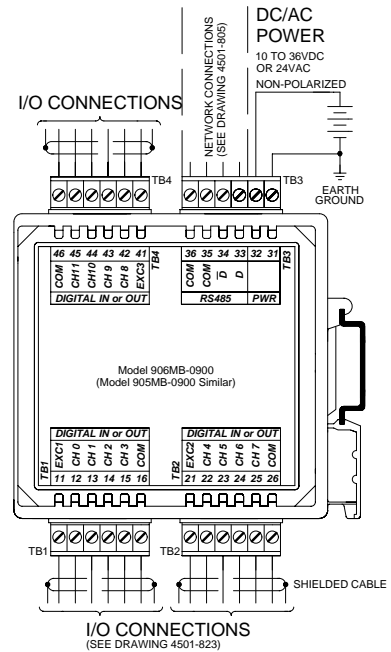 DC/AC
POWER
10 TO 36VDC
OR 24VAC
NON-POLARIZED
NETWORK CONNECTIONS
(SEE DRAWING 4501-805)
I/O CONNECTIONS
TB4
TB3
EARTH
GROUND
46 45 44 43 42 41
COM CH11 CH10 CH 9 CH 8 EXC3
DIGITAL IN or OUT
TB4
36 35 34 33 32 31
COM COM D D
RS485 PWR
TB3
Model 906MB-0900
(Model 905MB-0900 Similar)
DIGITAL IN or OUT
TB1
EXC1 CH 0 CH 1 CH 2 CH 3 COM
11 12 13 14 15 16
DIGITAL IN or OUT
TB2
EXC2 CH 4 CH 5 CH 6 CH 7 COM
21 22 23 24 25 26
TB1
TB2
SHIELDED CABLE
I/O CONNECTIONS
(SEE DRAWING 4501-823)